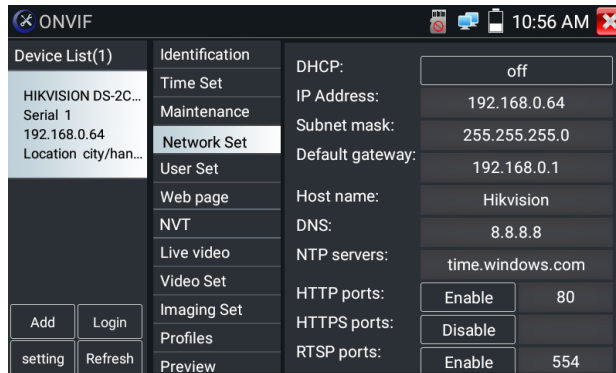 ONVIF
10:56 AM
Device List(1)
HIKVISION DS-2C...
Serial 1
192.168.0.64
Location city/han...
Add
Login
setting
Refresh
Identification
Time Set
Maintenance
Network Set
User Set
Web page
NVT
Live video
Video Set
Imaging Set
Profiles
Preview
DHCP: off
IP Address: 192.168.0.64
Subnet mask: 255.255.255.0
Default gateway: 192.168.0.1
Host name: Hikvision
DNS: 8.8.8.8
NTP servers: time.windows.com
HTTP ports: Enable 80
HTTPS ports: Disable
RTSP ports: Enable 554